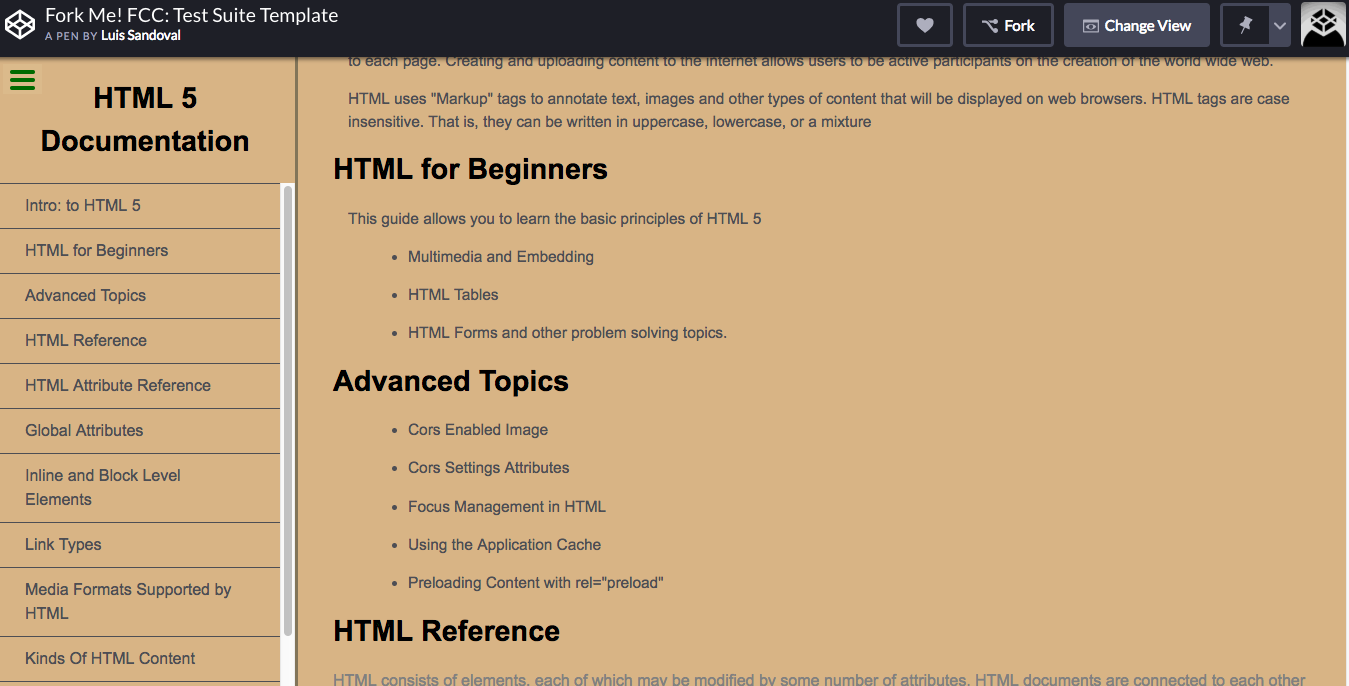 Fork Me! FCC: Test Suite Template
A PEN BY Luis Sandoval
Fork
Change View
HTML 5
Documentation
Intro: to HTML 5
HTML for Beginners
Advanced Topics
HTML Reference
HTML Attribute Reference
Global Attributes
Inline and Block Level
Elements
Link Types
Media Formats Supported by
HTML
Kinds Of HTML Content
to each page. Creating and uploading content to the internet allows users to be active participants on the creation of the world wide web.
HTML uses "Markup" tags to annotate text, images and other types of content that will be displayed on web browsers. HTML tags are case
insensitive. That is, they can be written in uppercase, lowercase, or a mixture
HTML for Beginners
This guide allows you to learn the basic principles of HTML 5
• Multimedia and Embedding
• HTML Tables
• HTML Forms and other problem solving topics.
Advanced Topics
• Cors Enabled Image
• Cors Settings Attributes
• Focus Management in HTML
• Using the Application Cache
• Preloading Content with rel="preload"
HTML Reference
HTML consists of elements, each of which may be modified by some number of attributes. HTML documents are connected to each other